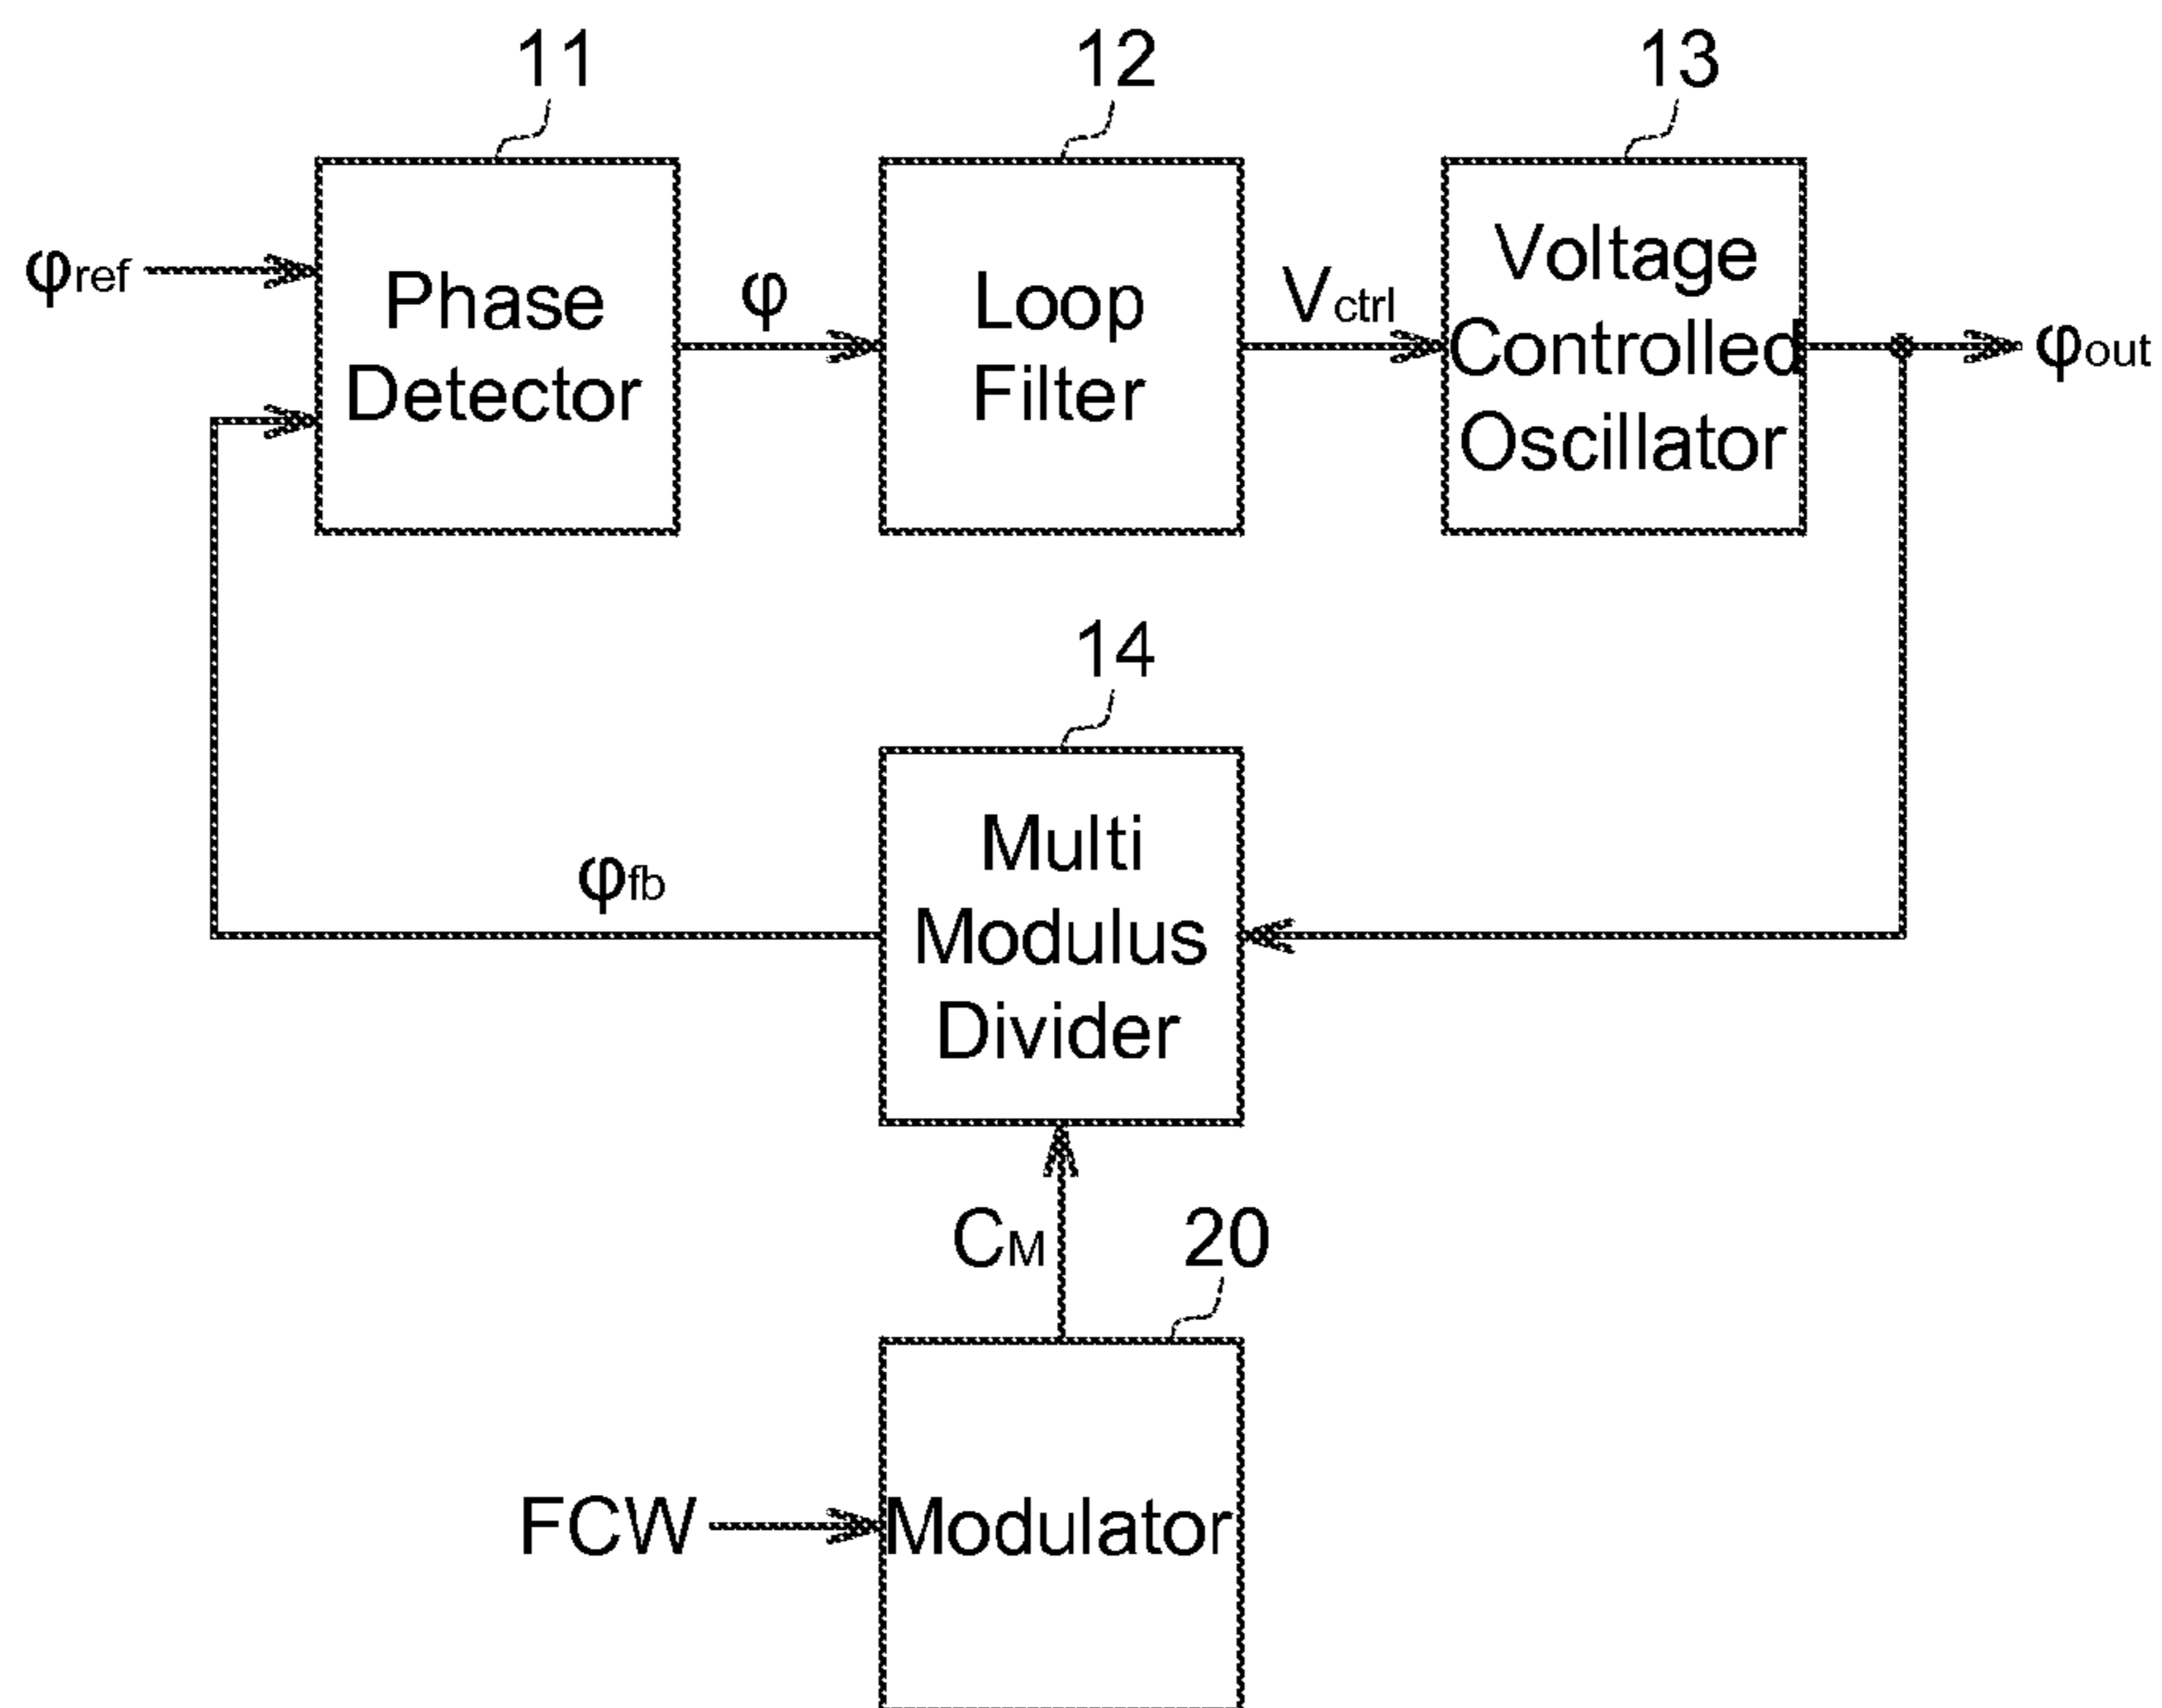 11
12
13
φref
Phase
Detector
φ
Loop
Filter
Vctrl
Voltage
Controlled
Oscillator
φout
14
Multi
Modulus
Divider
φfb
CM
20
FCW
Modulator